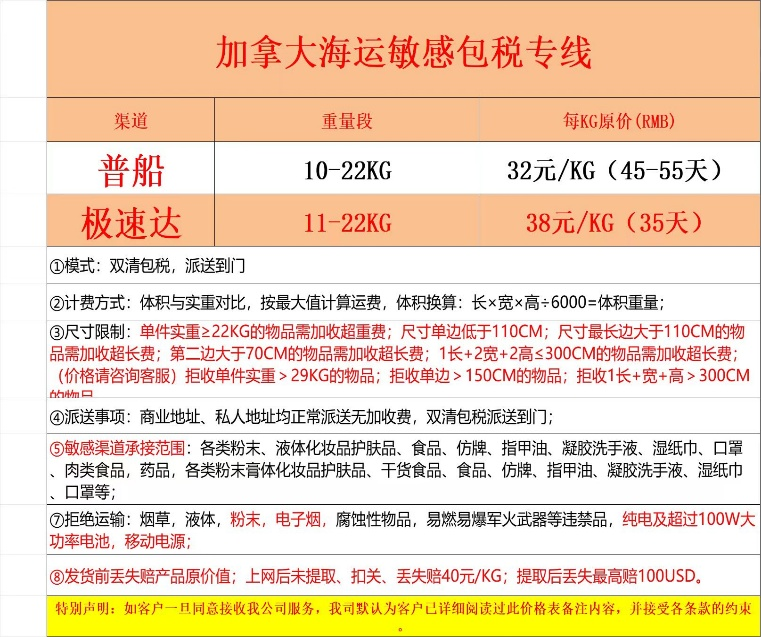 加拿大海运敏感包税专线
渠道 重量段 每KG原价(RMB)
普船 10-22KG 32元/KG（45-55天）
极速达 11-22KG 38元/KG（35天）
①模式：双清包税，派送到门
②计费方式：体积与实重对比，按最大值计算运费，体积换算：长×宽×高÷6000=体积重量；
③尺寸限制：单件实重≥22KG的物品需加收超重费；尺寸单边低于110CM；尺寸最长边大于110CM的物
品需加收超长费；第二边大于70CM的物品需加收超长费；1长+2宽+2高≤300CM的物品需加收超长费；
（价格请咨询客服）拒收单件实重＞29KG的物品；拒收单边＞150CM的物品；拒收1长+宽+高＞300CM
的物品
④派送事项：商业地址、私人地址均正常派送无加收费，双清包税派送到门；
⑤敏感渠道承接范围：各类粉末、液体化妆品护肤品、食品、仿牌、指甲油、凝胶洗手液、湿纸巾、口罩
、肉类食品，药品，各类粉末膏体化妆品护肤品、干货食品、食品、仿牌、指甲油、凝胶洗手液、湿纸巾
、口罩等；
⑦拒绝运输：烟草，液体，粉末，电子烟，腐蚀性物品，易燃易爆军火武器等违禁品，纯电及超过100W大
功率电池，移动电源；
⑧发货前丢失赔产品原价值；上网后未提取、扣关、丢失赔40元/KG；提取后丢失最高赔100USD。
特别声明：如客户一旦同意接收我公司服务，我司默认为客户已详细阅读过此价格表备注内容，并接受各条款的约束
。